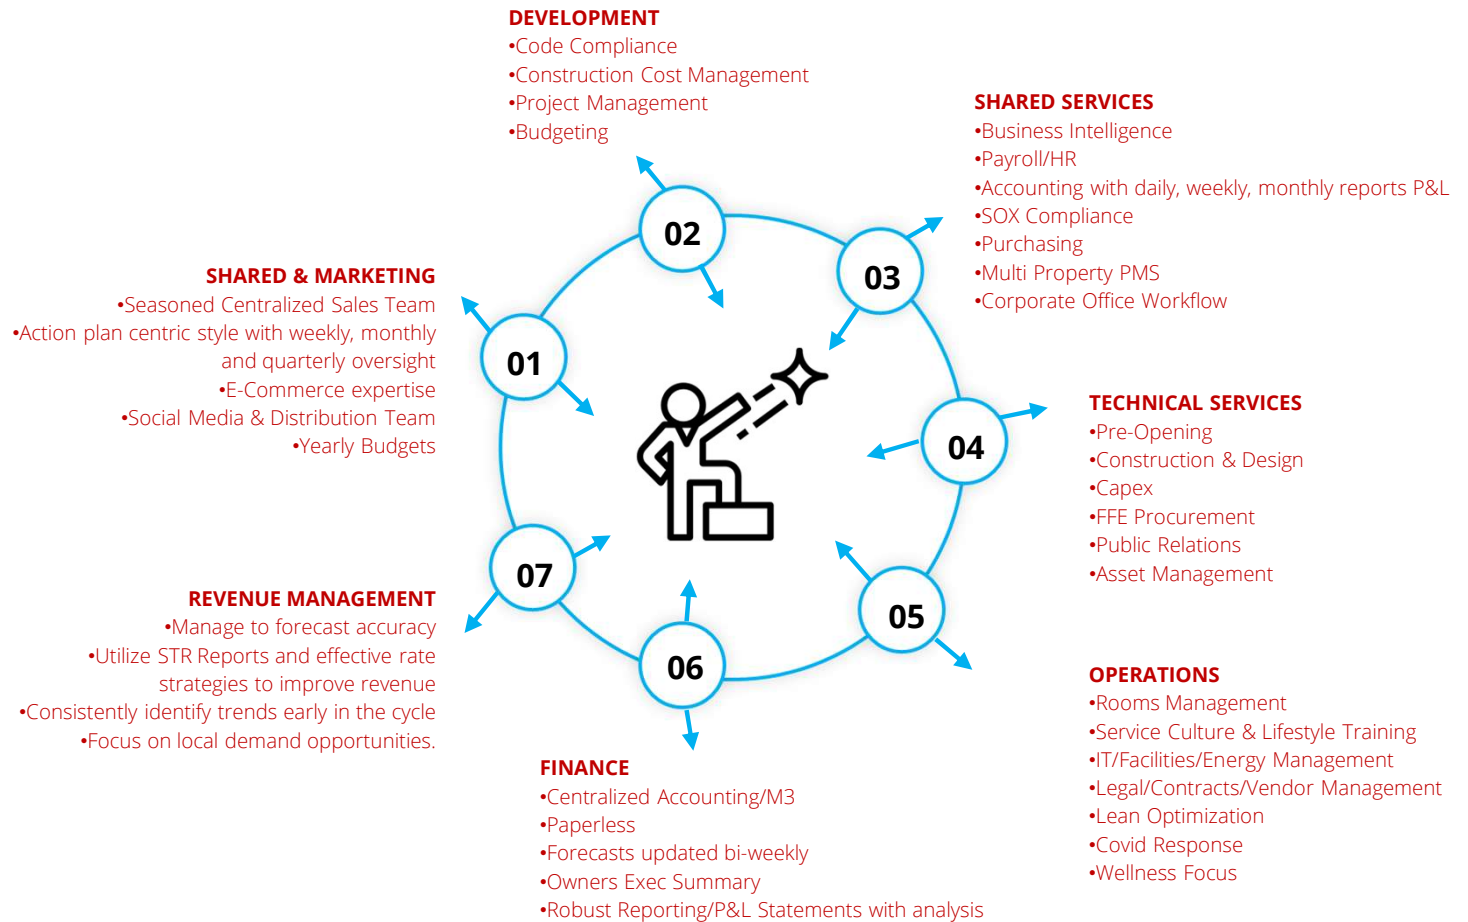 DEVELOPMENT
•Code Compliance
•Construction Cost Management
•Project Management
•Budgeting
SHARED SERVICES
•Business Intelligence
•Payroll/HR
•Accounting with daily, weekly, monthly reports P&L
•SOX Compliance
•Purchasing
•Multi Property PMS
•Corporate Office Workflow
SHARED & MARKETING
•Seasoned Centralized Sales Team
•Action plan centric style with weekly, monthly
and quarterly oversight
•E-Commerce expertise
•Social Media & Distribution Team
•Yearly Budgets
01
02
03
04
05
06
07
TECHNICAL SERVICES
•Pre-Opening
•Construction & Design
•Capex
•FFE Procurement
•Public Relations
•Asset Management
REVENUE MANAGEMENT
•Manage to forecast accuracy
•Utilize STR Reports and effective rate
strategies to improve revenue
•Consistently identify trends early in the cycle
•Focus on local demand opportunities.
OPERATIONS
•Rooms Management
•Service Culture & Lifestyle Training
•IT/Facilities/Energy Management
•Legal/Contracts/Vendor Management
•Lean Optimization
•Covid Response
•Wellness Focus
FINANCE
•Centralized Accounting/M3
•Paperless
•Forecasts updated bi-weekly
•Owners Exec Summary
•Robust Reporting/P&L Statements with analysis